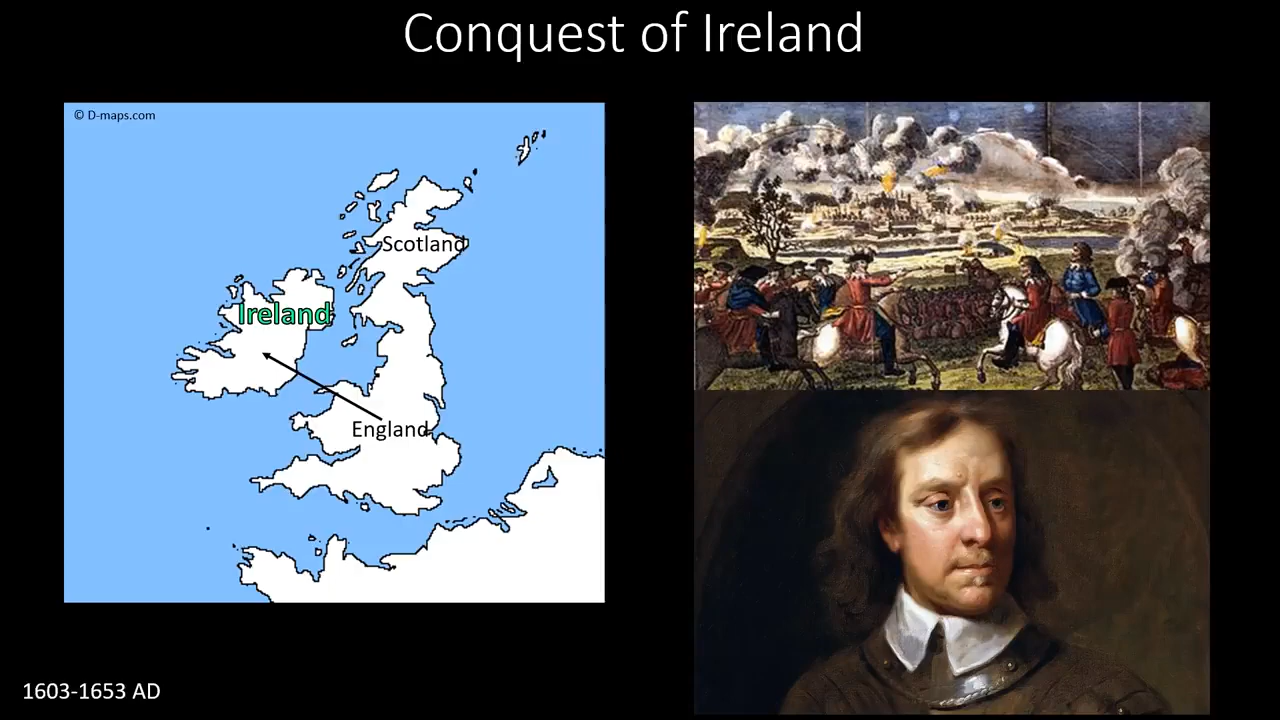 Conquest of Ireland
© D-maps.com
Scotland
Ireland
England
1603-1653 AD